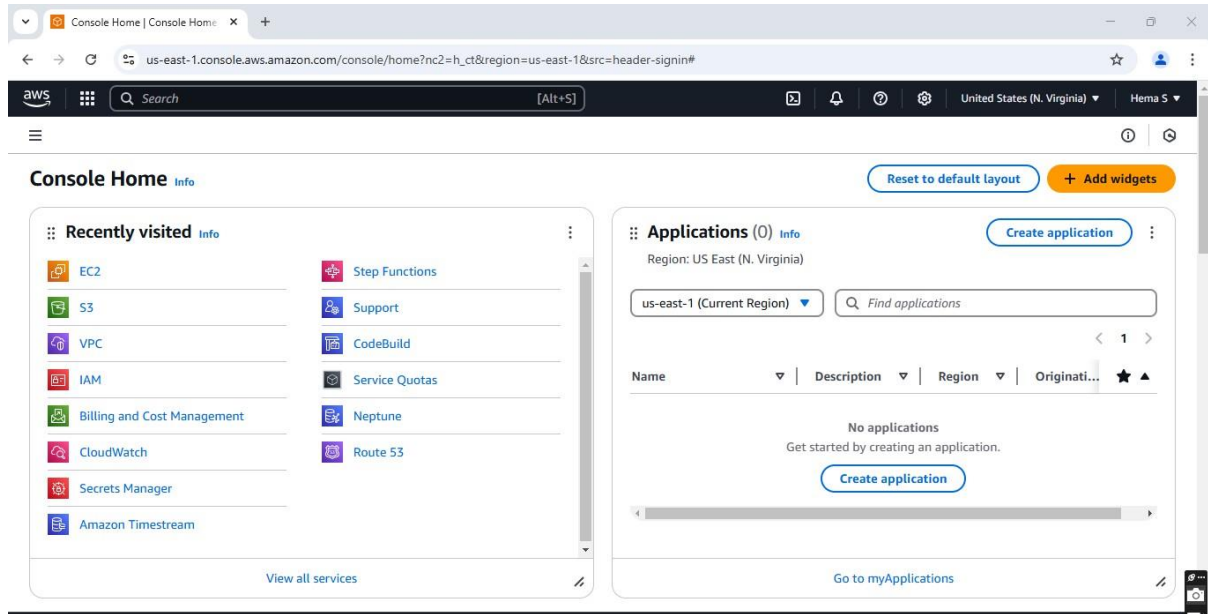 Console Home | Console Home
us-east-1.console.aws.amazon.com/console/home?nc2=h_ct&region=us-east-1&src=header-signin#
aws
Search
[Alt+S]
United States (N. Virginia)
Hema S
Console Home Info
Reset to default layout
+ Add widgets
Recently visited Info
EC2
S3
VPC
IAM
Billing and Cost Management
CloudWatch
Secrets Manager
Amazon Timestream
Step Functions
Support
CodeBuild
Service Quotas
Neptune
Route 53
View all services
Applications (0) Info
Create application
Region: US East (N. Virginia)
us-east-1 (Current Region)
Find applications
1
Name
Description
Region
Originati...
No applications
Get started by creating an application.
Create application
Go to myApplications